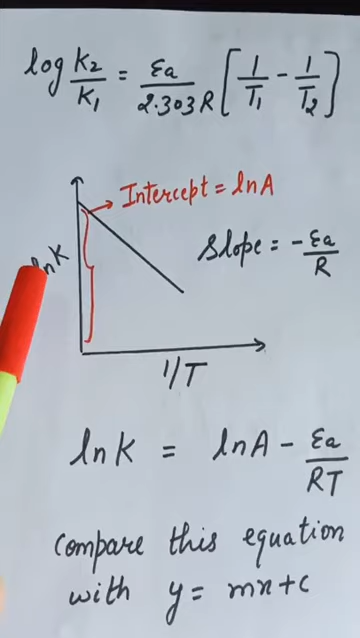 log K₂/K₁ = Ea/2.303R [1/T₁ - 1/T₂]
Intercept = lnA
lnK
Slope = -Ea/R
1/T
lnK = lnA - Ea/RT
Compare this equation
with y = mx+c